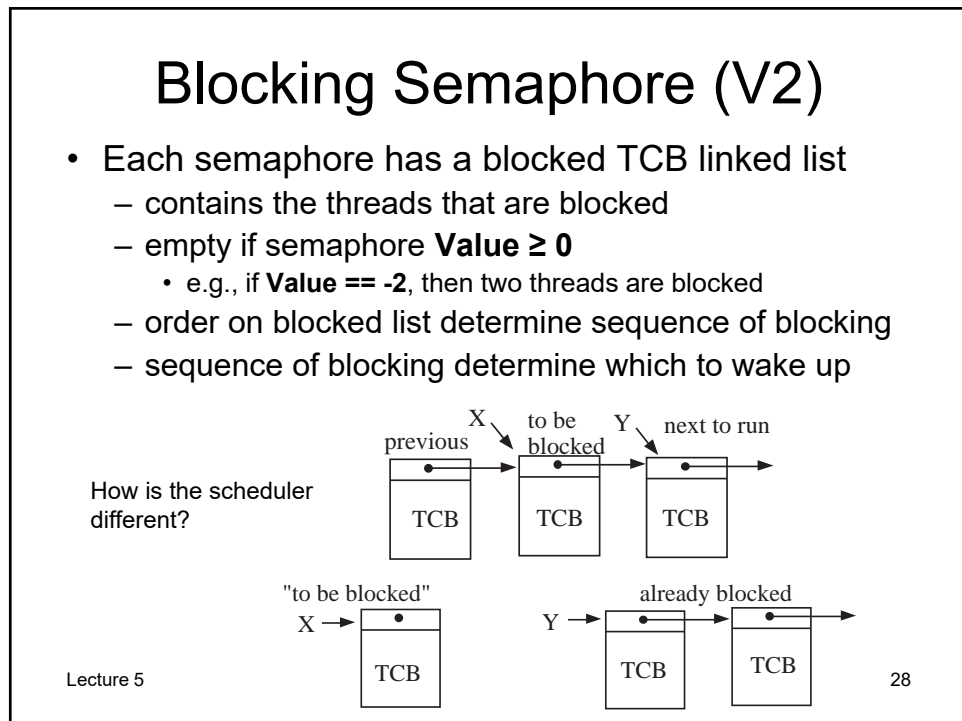 Blocking Semaphore (V2)
• Each semaphore has a blocked TCB linked list
– contains the threads that are blocked
– empty if semaphore Value ≥ 0
• e.g., if Value == -2, then two threads are blocked
– order on blocked list determine sequence of blocking
– sequence of blocking determine which to wake up
previous
X
to be
blocked
Y
next to run
TCB
TCB
TCB
How is the scheduler
different?
"to be blocked"
X
TCB
already blocked
Y
TCB
TCB
Lecture 5
28